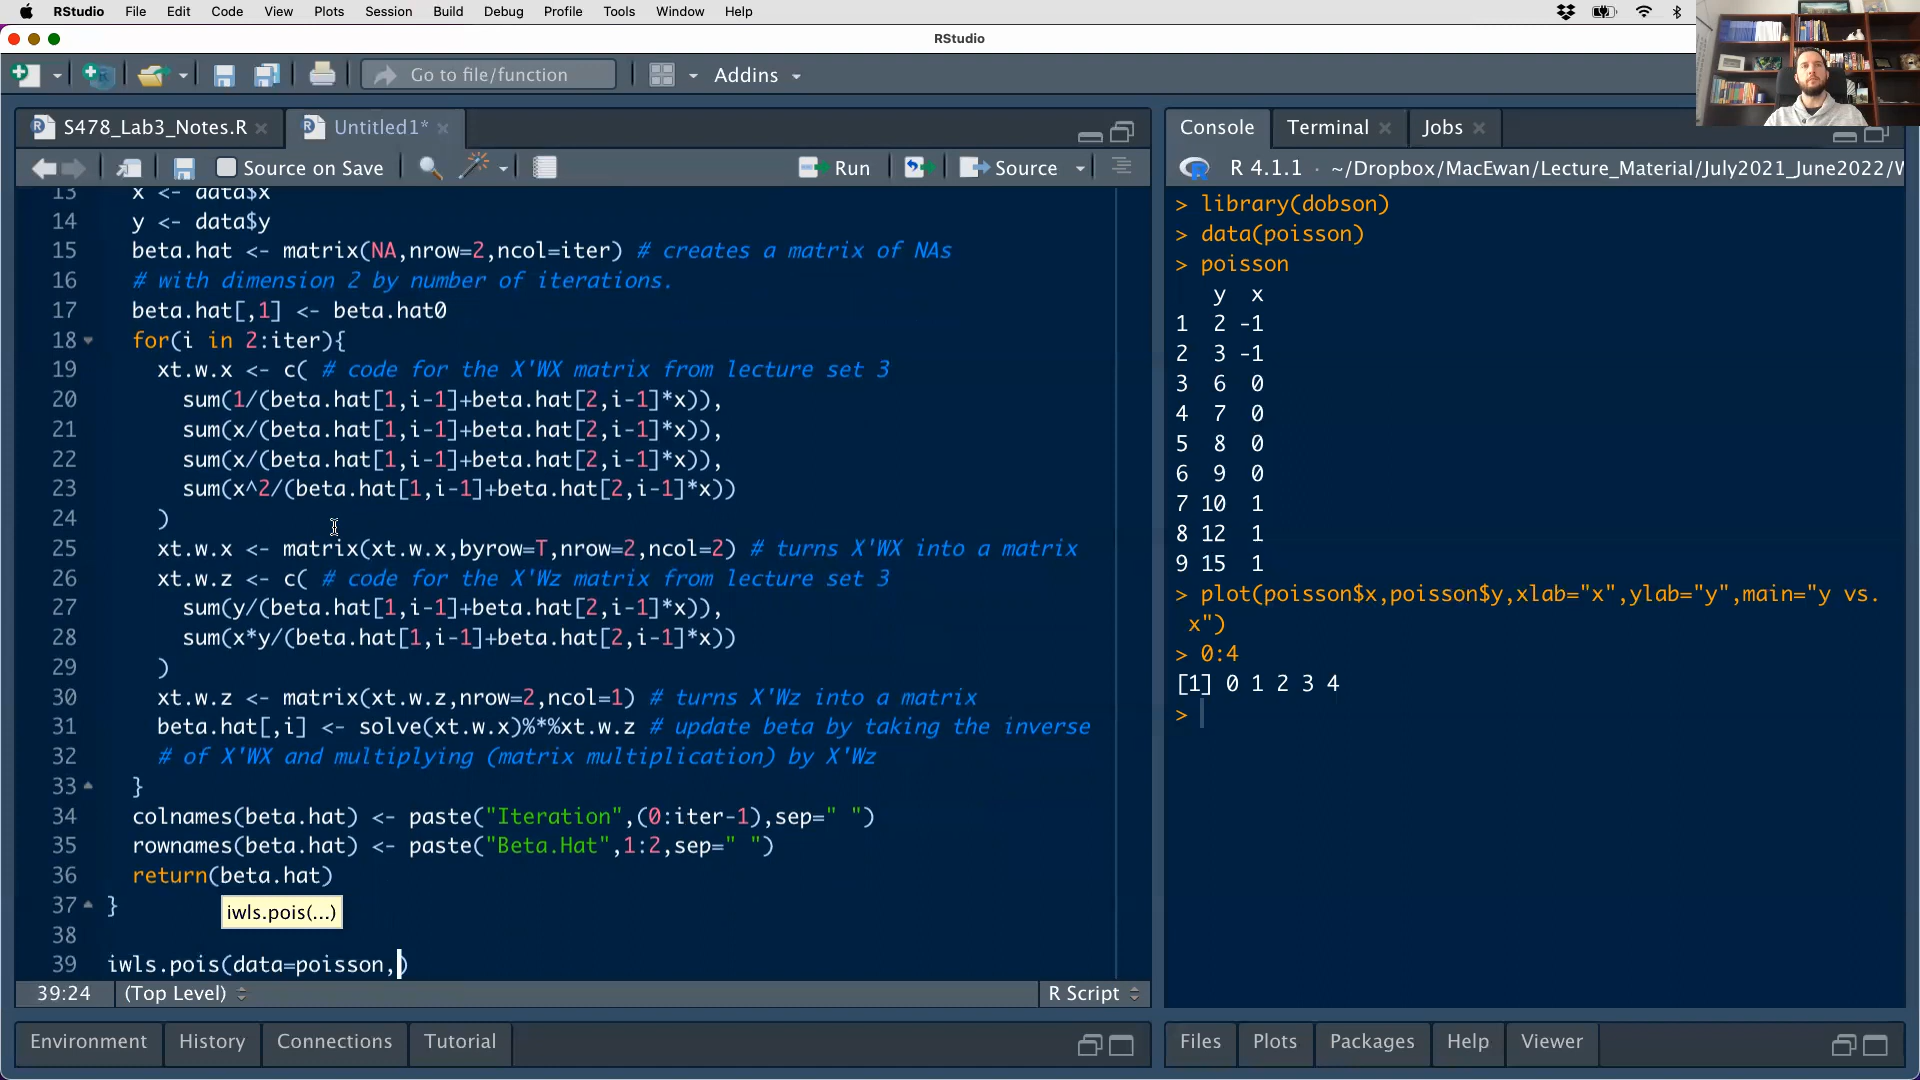 RStudio File Edit Code View Plots Session Build Debug Profile Tools Window Help
RStudio
Go to file/function
Addins
S478_Lab3_Notes.R
Untitled1*
Source on Save
Run
Source
13 x <- data$x
14 y <- data$y
15 beta.hat <- matrix(NA,nrow=2,ncol=iter) # creates a matrix of NAs
16 # with dimension 2 by number of iterations.
17 beta.hat[,1] <- beta.hat0
18 for(i in 2:iter){
19 xt.w.x <- c( # code for the X'WX matrix from lecture set 3
20 sum(1/(beta.hat[1,i-1]+beta.hat[2,i-1]*x)),
21 sum(x/(beta.hat[1,i-1]+beta.hat[2,i-1]*x)),
22 sum(x/(beta.hat[1,i-1]+beta.hat[2,i-1]*x)),
23 sum(x^2/(beta.hat[1,i-1]+beta.hat[2,i-1]*x))
24 )
25 xt.w.x <- matrix(xt.w.x,byrow=T,nrow=2,ncol=2) # turns X'WX into a matrix
26 xt.w.z <- c( # code for the X'Wz matrix from lecture set 3
27 sum(y/(beta.hat[1,i-1]+beta.hat[2,i-1]*x)),
28 sum(x*y/(beta.hat[1,i-1]+beta.hat[2,i-1]*x))
29 )
30 xt.w.z <- matrix(xt.w.z,nrow=2,ncol=1) # turns X'Wz into a matrix
31 beta.hat[,i] <- solve(xt.w.x)%*%xt.w.z # update beta by taking the inverse
32 # of X'WX and multiplying (matrix multiplication) by X'Wz
33 }
34 colnames(beta.hat) <- paste("Iteration",(0:iter-1),sep=" ")
35 rownames(beta.hat) <- paste("Beta.Hat",1:2,sep=" ")
36 return(beta.hat)
37 }
iwls.pois(...)
38
39 iwls.pois(data=poisson,)
39:24 (Top Level)
R Script
Environment History Connections Tutorial
Console Terminal Jobs
R 4.1.1 · ~/Dropbox/MacEwan/Lecture_Material/July2021_June2022/W
> library(dobson)
> data(poisson)
> poisson
y x
1 2 -1
2 3 -1
3 6 0
4 7 0
5 8 0
6 9 0
7 10 1
8 12 1
9 15 1
> plot(poisson$x,poisson$y,xlab="x",ylab="y",main="y vs.
x")
> 0:4
[1] 0 1 2 3 4
>
Files Plots Packages Help Viewer